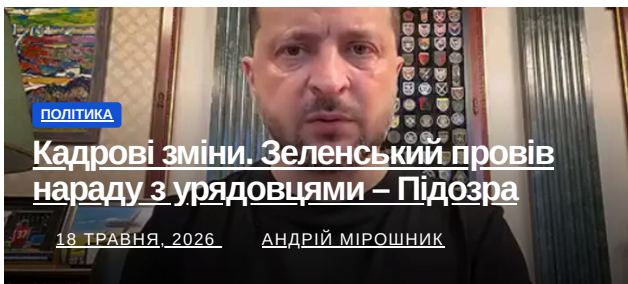 ПОЛІТИКА
Кадрові зміни. Зеленський провів
нараду з урядовцями – Підозра
18 ТРАВНЯ, 2026 АНДРІЙ МІРОШНИК